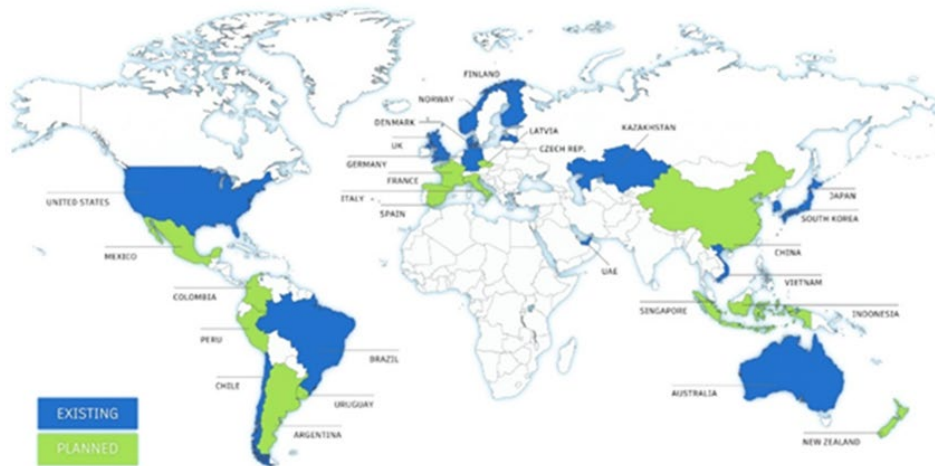 FINLAND
NORWAY
DENMARK
LATVIA
KAZAKHSTAN
UK
CZECH REP.
GERMANY
FRANCE
ITALY
JAPAN
UNITED STATES
SPAIN
SOUTH KOREA
MEXICO
CHINA
UAE
VIETNAM
COLOMBIA
SINGAPORE
INDONESIA
PERU
BRAZIL
CHILE
AUSTRALIA
URUGUAY
EXISTING
ARGENTINA
NEW ZEALAND
PLANNED